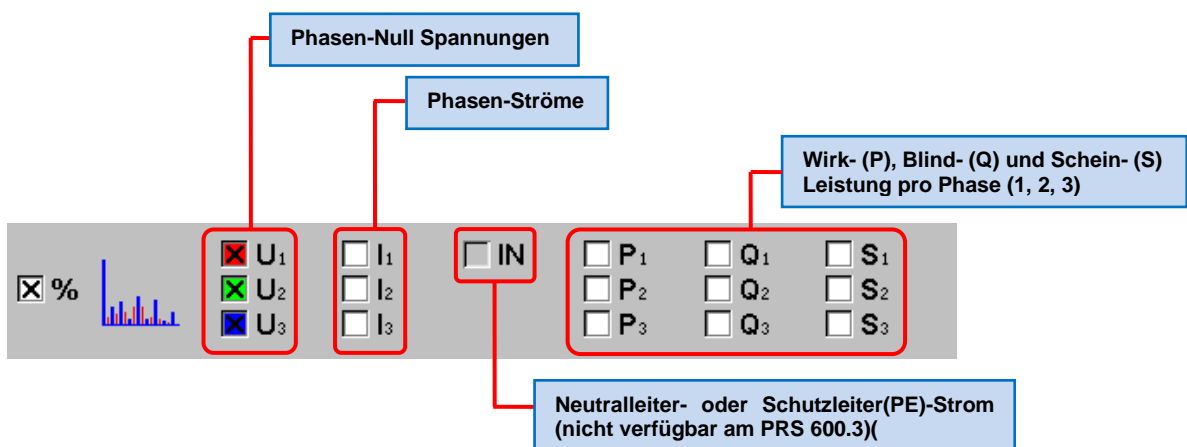 Phasen-Null Spannungen
Phasen-Ströme
Wirk- (P), Blind- (Q) und Schein- (S)
Leistung pro Phase (1, 2, 3)
% U1 I1 IN P1 Q1 S1
U2 I2 P2 Q2 S2
U3 I3 P3 Q3 S3
Neutralleiter- oder Schutzleiter(PE)-Strom
(nicht verfügbar am PRS 600.3)(